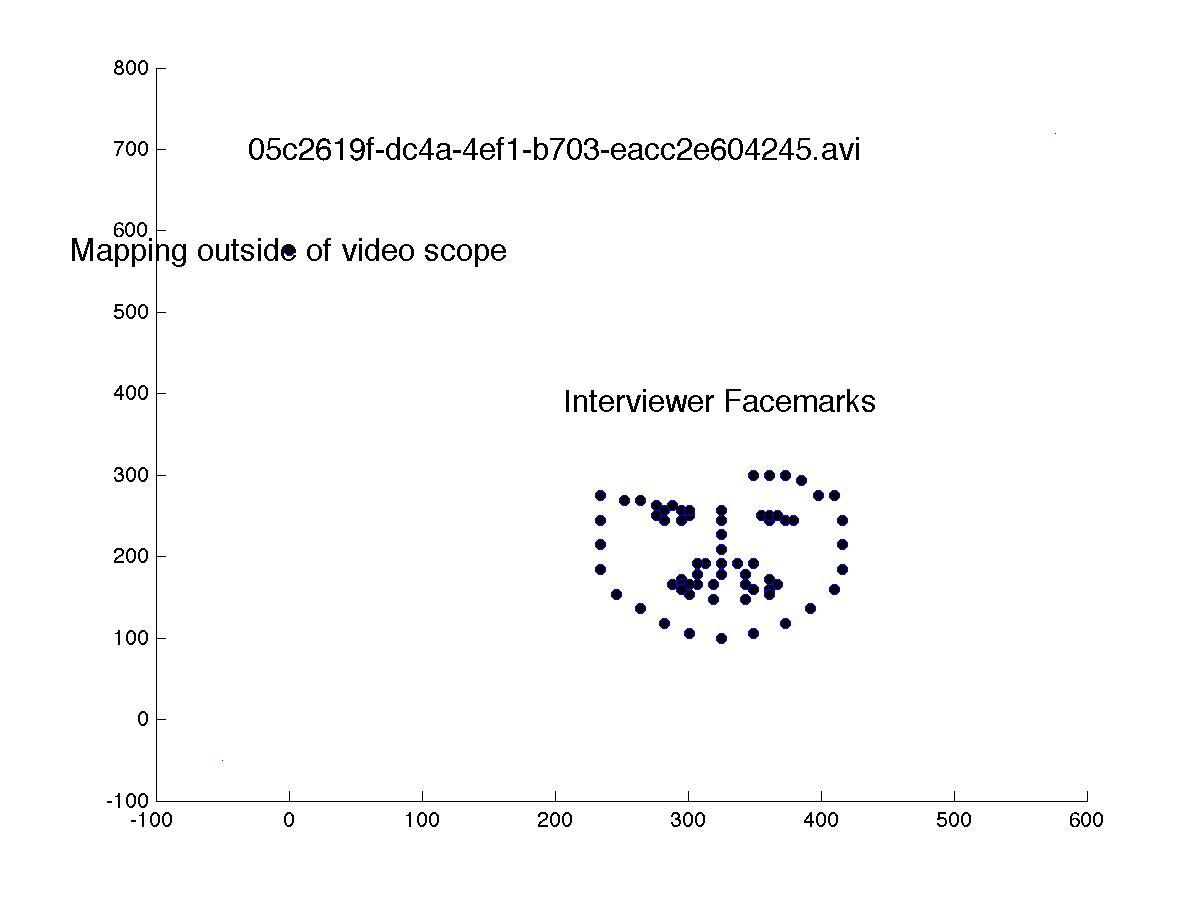 800
05c2619f-dc4a-4ef1-b703-eacc2e604245.avi
700
600
Mapping outside of video scope
500
400
Interviewer Facemarks
300
200
100
0
-100
-100 0 100 200 300 400 500 600